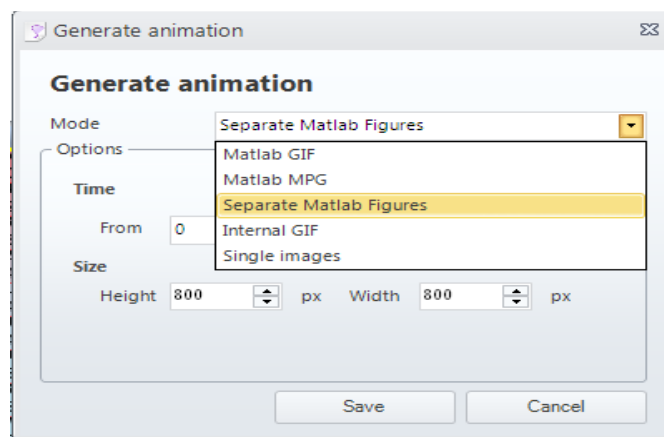 Generate animation
Generate animation
Mode Separate Matlab Figures
Options
Matlab GIF
Matlab MPG
Time
Separate Matlab Figures
From 0
Internal GIF
Size
Single images
Height 800 px Width 800 px
Save Cancel